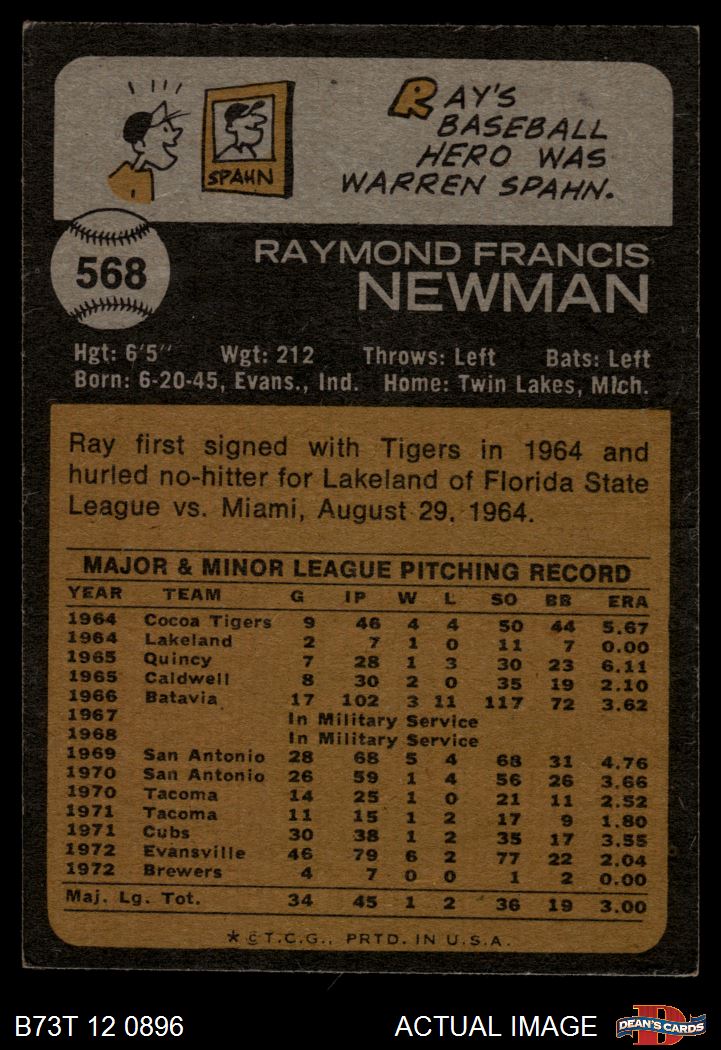 RAY'S
BASEBALL
HERO WAS
WARREN SPAHN.
SPAHN
568
RAYMOND FRANCIS
NEWMAN
Hgt: 6'5" Wgt: 212 Throws: Left Bats: Left
Born: 6-20-45, Evans., Ind. Home: Twin Lakes, Mich.
Ray first signed with Tigers in 1964 and
hurled no-hitter for Lakeland of Florida State
League vs. Miami, August 29, 1964.
MAJOR & MINOR LEAGUE PITCHING RECORD
YEAR TEAM G IP W L SO BB ERA
1964 Cocoa Tigers 9 46 4 4 50 44 5.67
1964 Lakeland 2 7 1 0 11 7 0.00
1965 Quincy 7 28 1 3 30 23 6.11
1965 Caldwell 8 30 2 0 35 19 2.10
1966 Batavia 17 102 3 11 117 72 3.62
1967 In Military Service
1968 In Military Service
1969 San Antonio 28 68 5 4 68 31 4.76
1970 San Antonio 26 59 1 4 56 26 3.66
1970 Tacoma 14 25 1 0 21 11 2.52
1971 Tacoma 11 15 1 2 17 9 1.80
1971 Cubs 30 38 1 2 35 17 3.55
1972 Evansville 46 79 6 2 77 22 2.04
1972 Brewers 4 7 0 0 1 2 0.00
Maj. Lg. Tot. 34 45 1 2 36 19 3.00
* © T.C.G., PRTD. IN U.S.A.
B73T 12 0896 ACTUAL IMAGE
DEAN'S CARDS